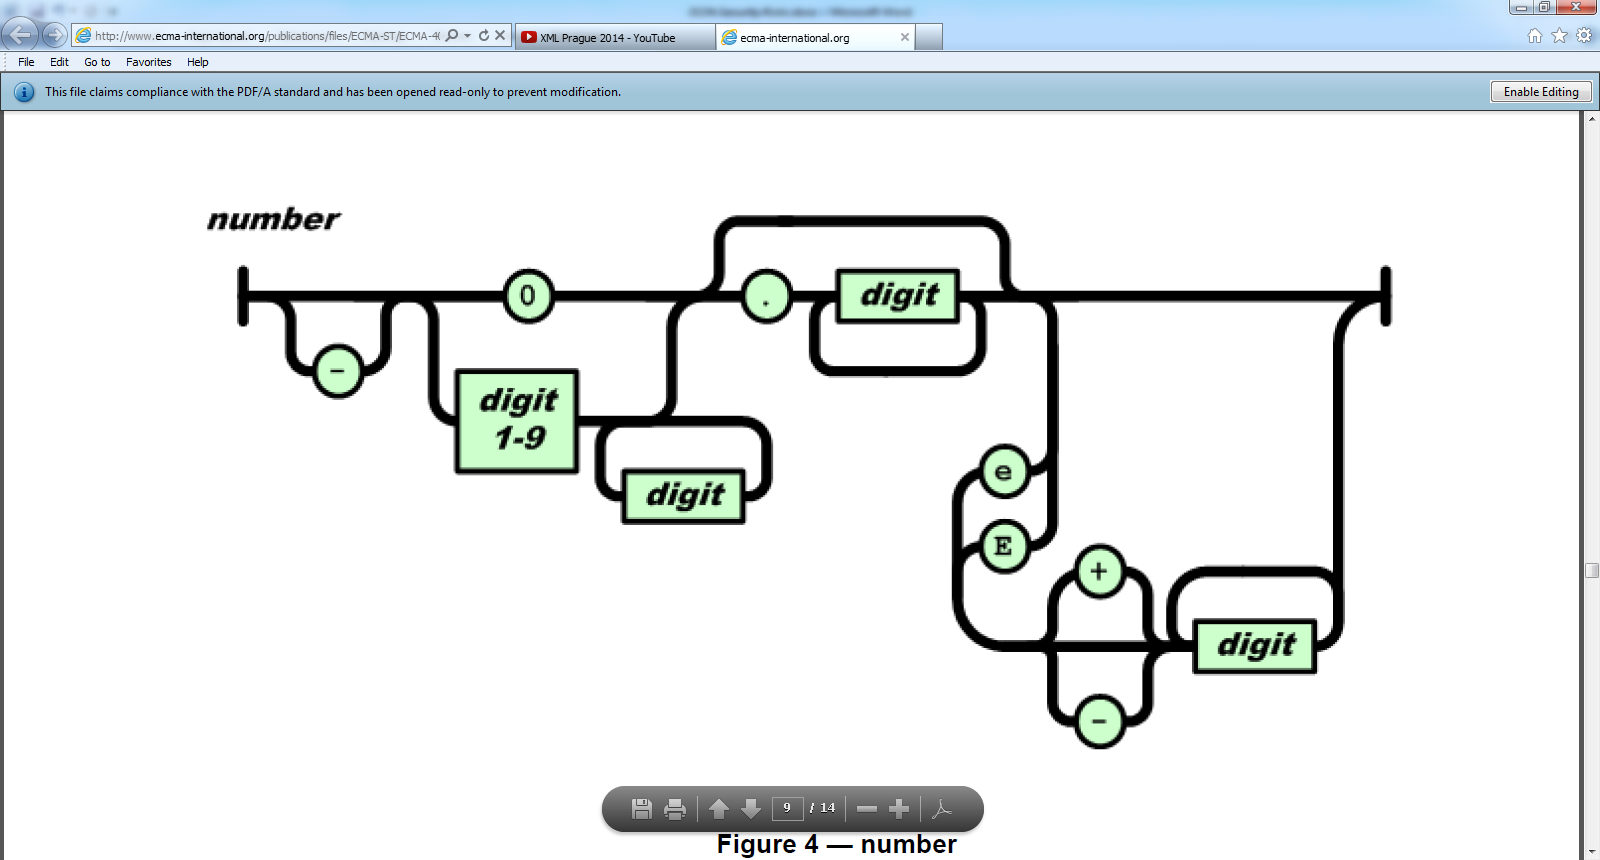 http://www.ecma-international.org/publications/files/ECMA-ST/ECMA-4
XML Prague 2014 - YouTube
ecma-international.org
File Edit Go to Favorites Help
This file claims compliance with the PDF/A standard and has been opened read-only to prevent modification.
Enable Editing
number
0
.
digit
-
digit
1-9
digit
e
E
+
digit
-
9 / 14
Figure 4 — number